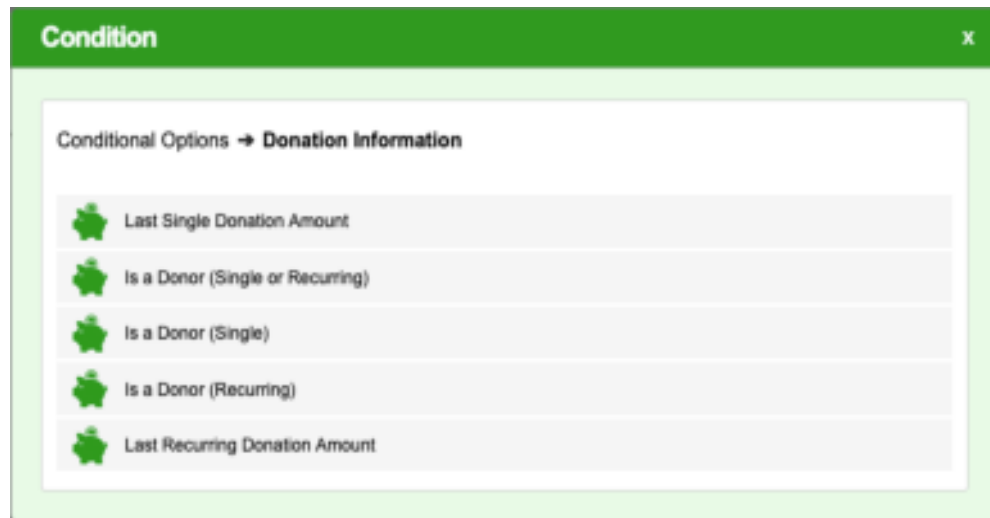 Condition x
Conditional Options ➔ Donation Information
Last Single Donation Amount
Is a Donor (Single or Recurring)
Is a Donor (Single)
Is a Donor (Recurring)
Last Recurring Donation Amount